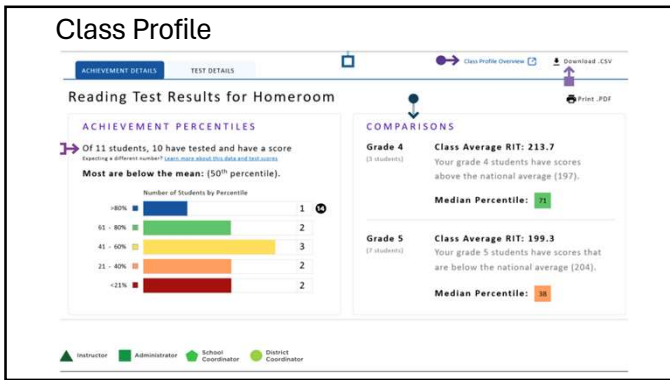 Class Profile
ACHIEVEMENT DETAILS
TEST DETAILS
Class Profile Overview
Download .CSV
Reading Test Results for Homeroom
Print .PDF
ACHIEVEMENT PERCENTILES
Of 11 students, 10 have tested and have a score
Expecting a different number? Learn more about this data and test scores
Most are below the mean: (50th percentile).
Number of Students by Percentile
>80% 1 14
61 - 80% 2
41 - 60% 3
21 - 40% 2
<21% 2
COMPARISONS
Grade 4 Class Average RIT: 213.7
(3 students) Your grade 4 students have scores
above the national average (197).
Median Percentile: 71
Grade 5 Class Average RIT: 199.3
(7 students) Your grade 5 students have scores that
are below the national average (204).
Median Percentile: 38
Instructor
Administrator
School
Coordinator
District
Coordinator